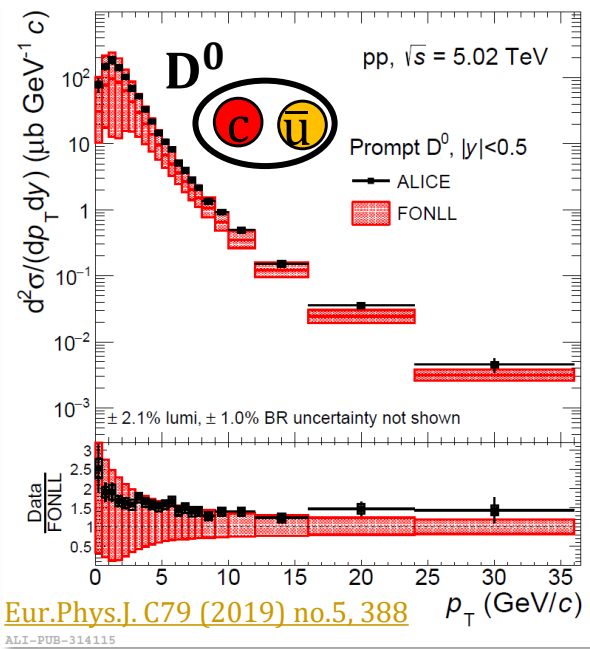 D⁰
c
u̅
pp, √s = 5.02 TeV
Prompt D⁰, |y|<0.5
ALICE
FONLL
d²σ/(dp_T dy) (μb GeV⁻¹ c)
10²
10
1
10⁻¹
10⁻²
10⁻³
± 2.1% lumi, ± 1.0% BR uncertainty not shown
Data
FONLL
3
2.5
2
1.5
1
0.5
0 5 10 15 20 25 30 35
p_T (GeV/c)
Eur.Phys.J. C79 (2019) no.5, 388
ALI-PUB-314115